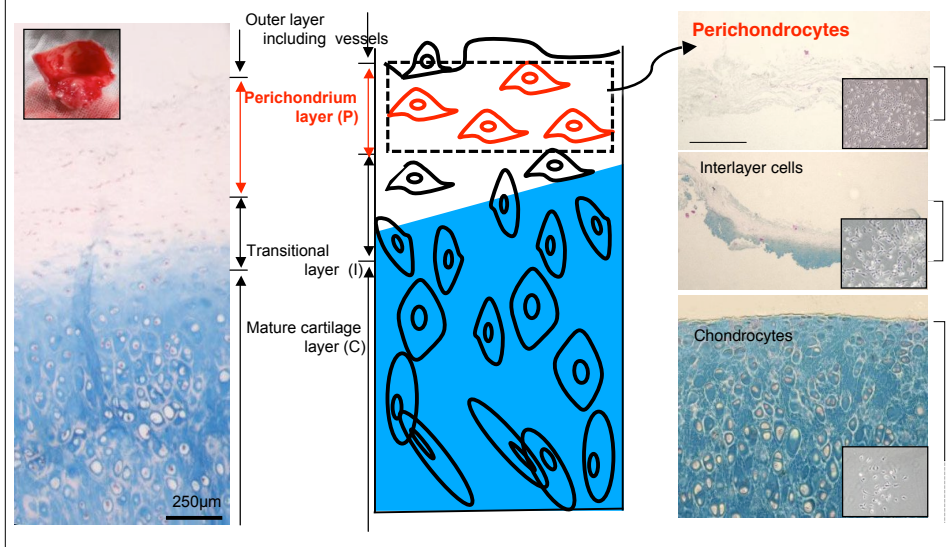 Outer layer
including vessels
Perichondrium
layer (P)
Transitional
layer (I)
Mature cartilage
layer (C)
250μm
Perichondrocytes
Interlayer cells
Chondrocytes